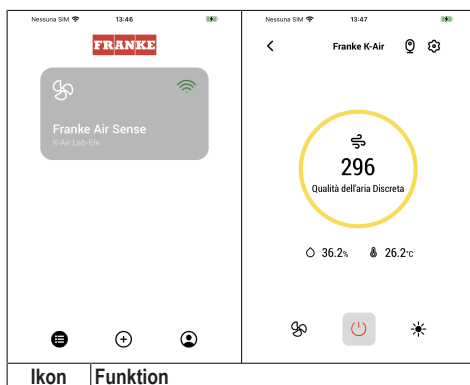 Nessuna SIM 13:46
FRANKE
Franke Air Sense
K-Air Lab-Ele
Nessuna SIM 13:47
Franke K-Air
296
Qualità dell'aria Discreta
36.2% 26.2°C
Ikon Funktion